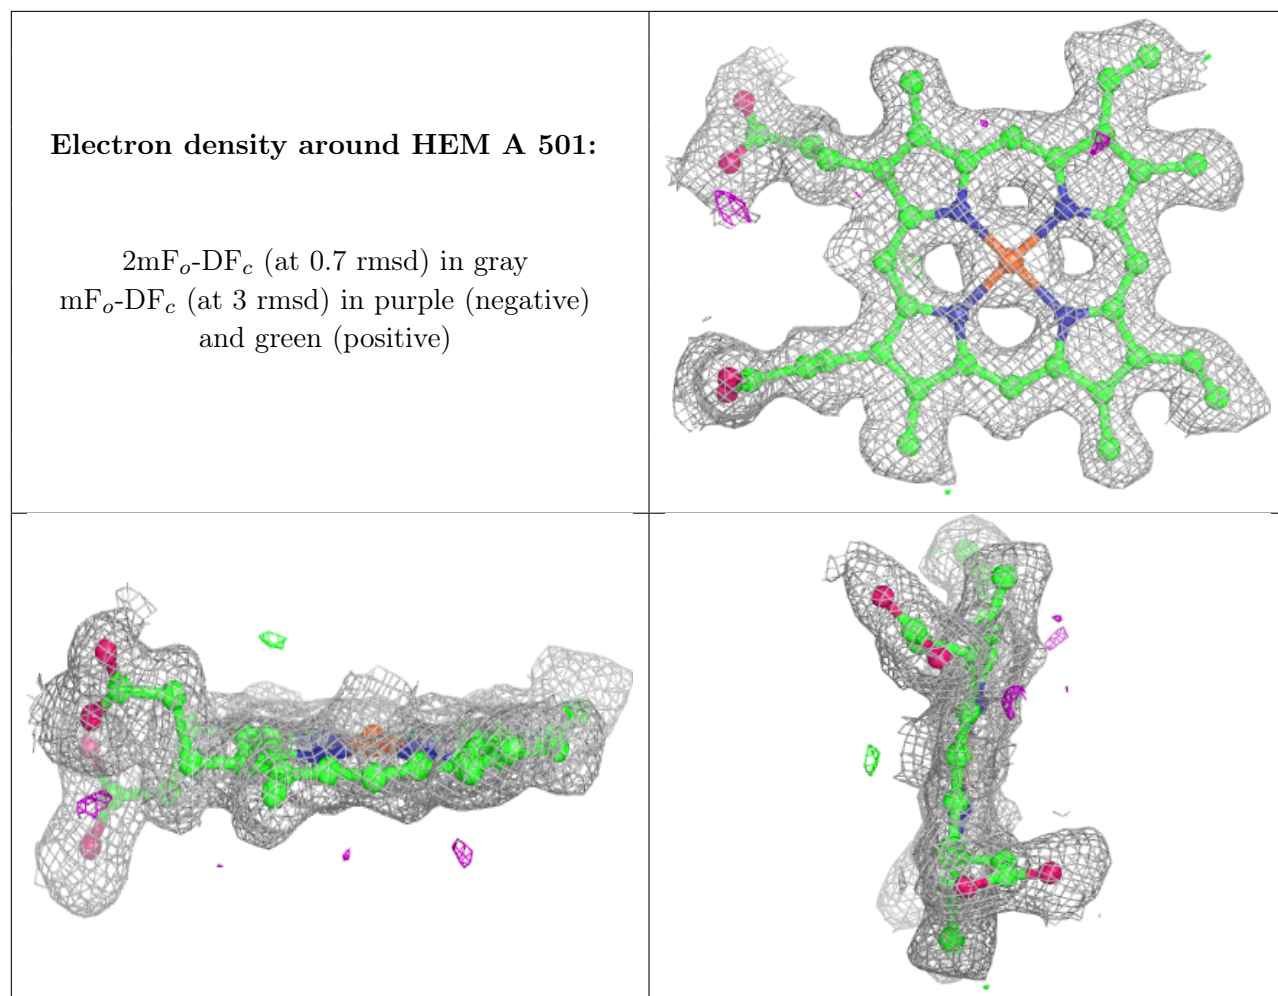 Electron density around HEM A 501:
2mFo-DFc (at 0.7 rmsd) in gray
mFo-DFc (at 3 rmsd) in purple (negative)
and green (positive)